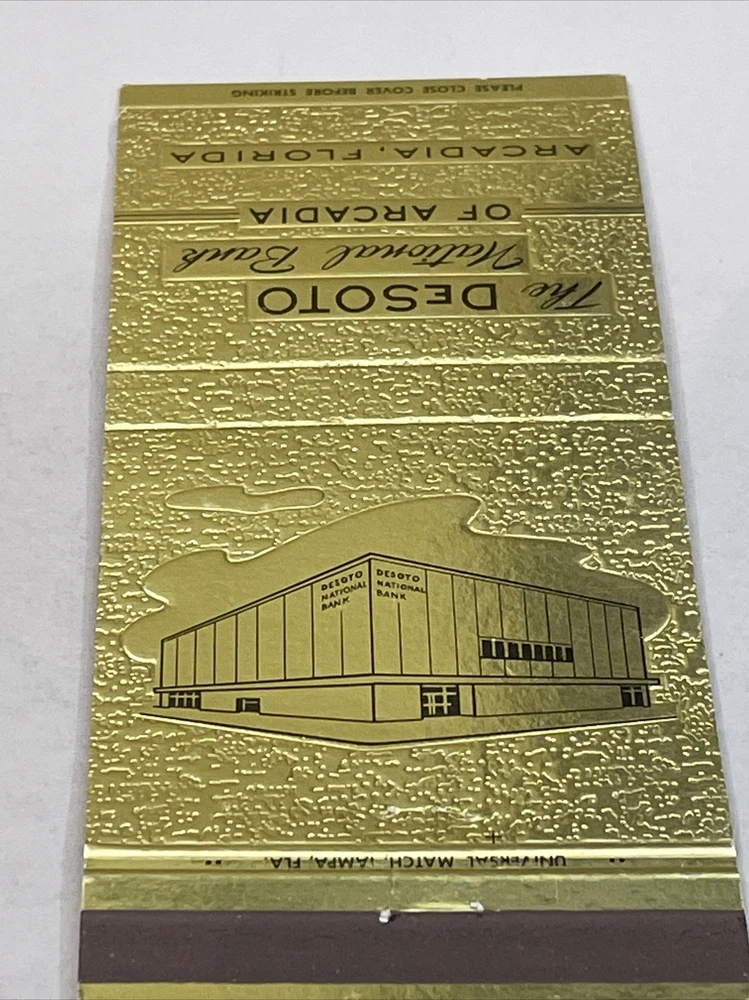 The DESOTO
National Bank
OF ARCADIA
ARCADIA, FLORIDA
PLEASE CLOSE COVER BEFORE STRIKING
DESOTO
NATIONAL
BANK
DESOTO
NATIONAL
BANK
UNIVERSAL MATCH, TAMPA, FLA.